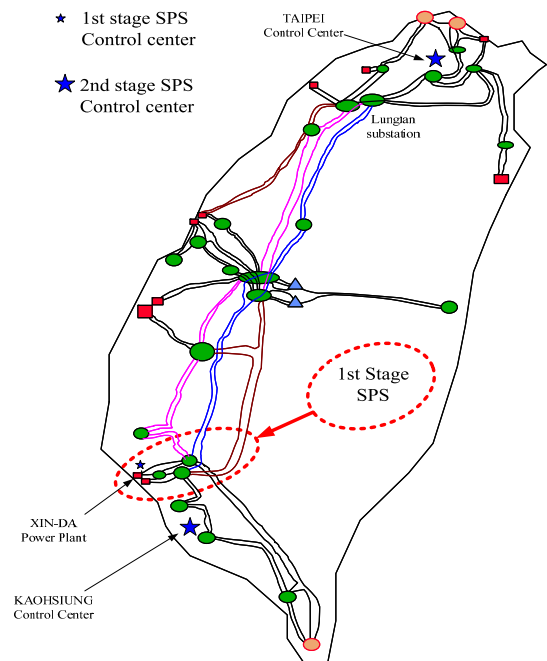 1st stage SPS
Control center
2nd stage SPS
Control center
TAIPEI
Control Center
Lungtan
substation
1st Stage
SPS
XIN-DA
Power Plant
KAOHSIUNG
Control Center